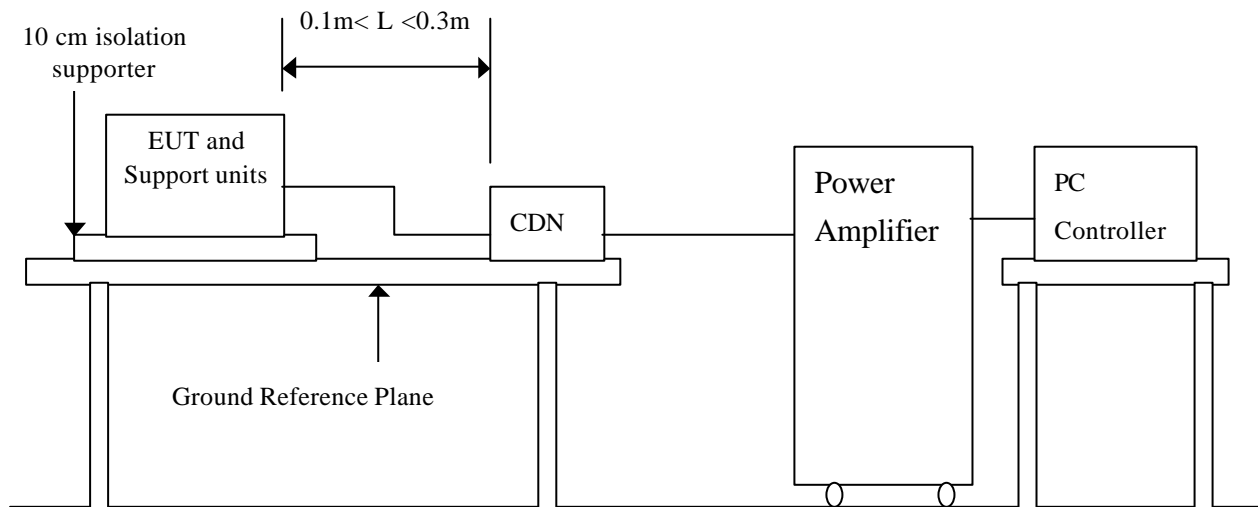 0.1m< L <0.3m
10 cm isolation
supporter
EUT and
Support units
CDN
Power
Amplifier
PC
Controller
Ground Reference Plane